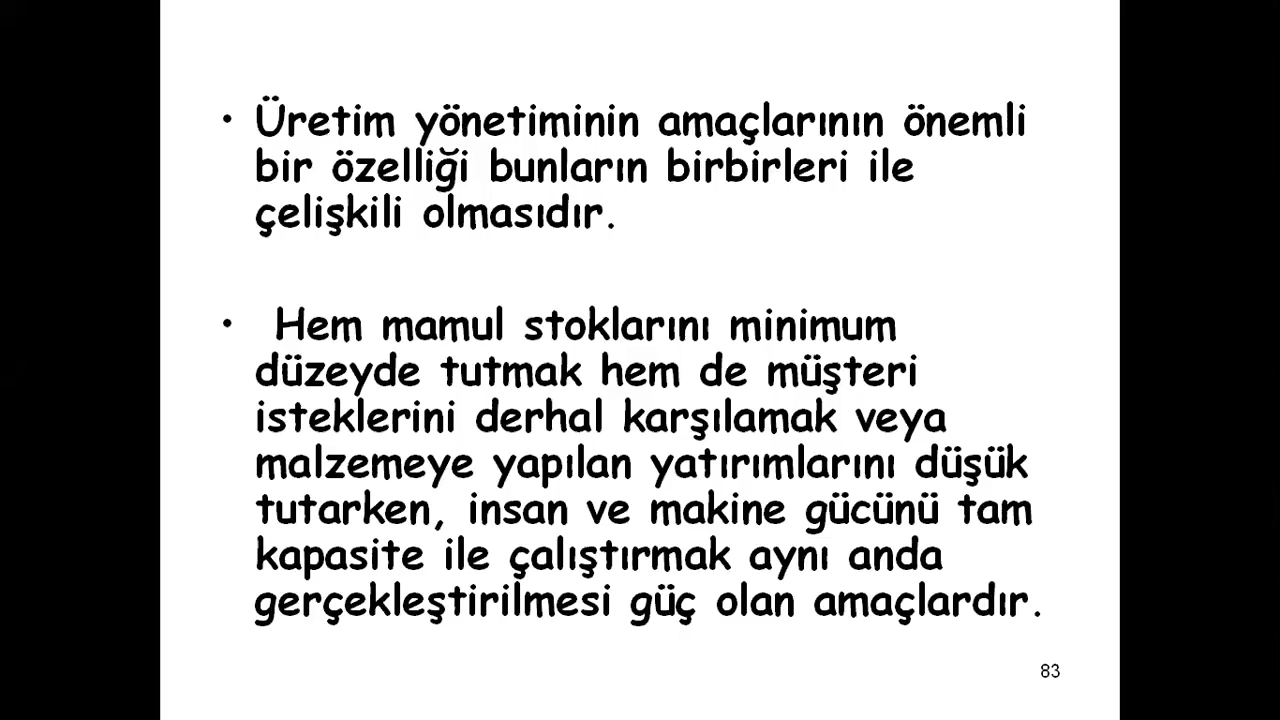 • Üretim yönetiminin amaçlarının önemli
bir özelliği bunların birbirleri ile
çelişkili olmasıdır.
• Hem mamul stoklarını minimum
düzeyde tutmak hem de müşteri
isteklerini derhal karşılamak veya
malzemeye yapılan yatırımlarını düşük
tutarken, insan ve makine gücünü tam
kapasite ile çalıştırmak aynı anda
gerçekleştirilmesi güç olan amaçlardır.
83